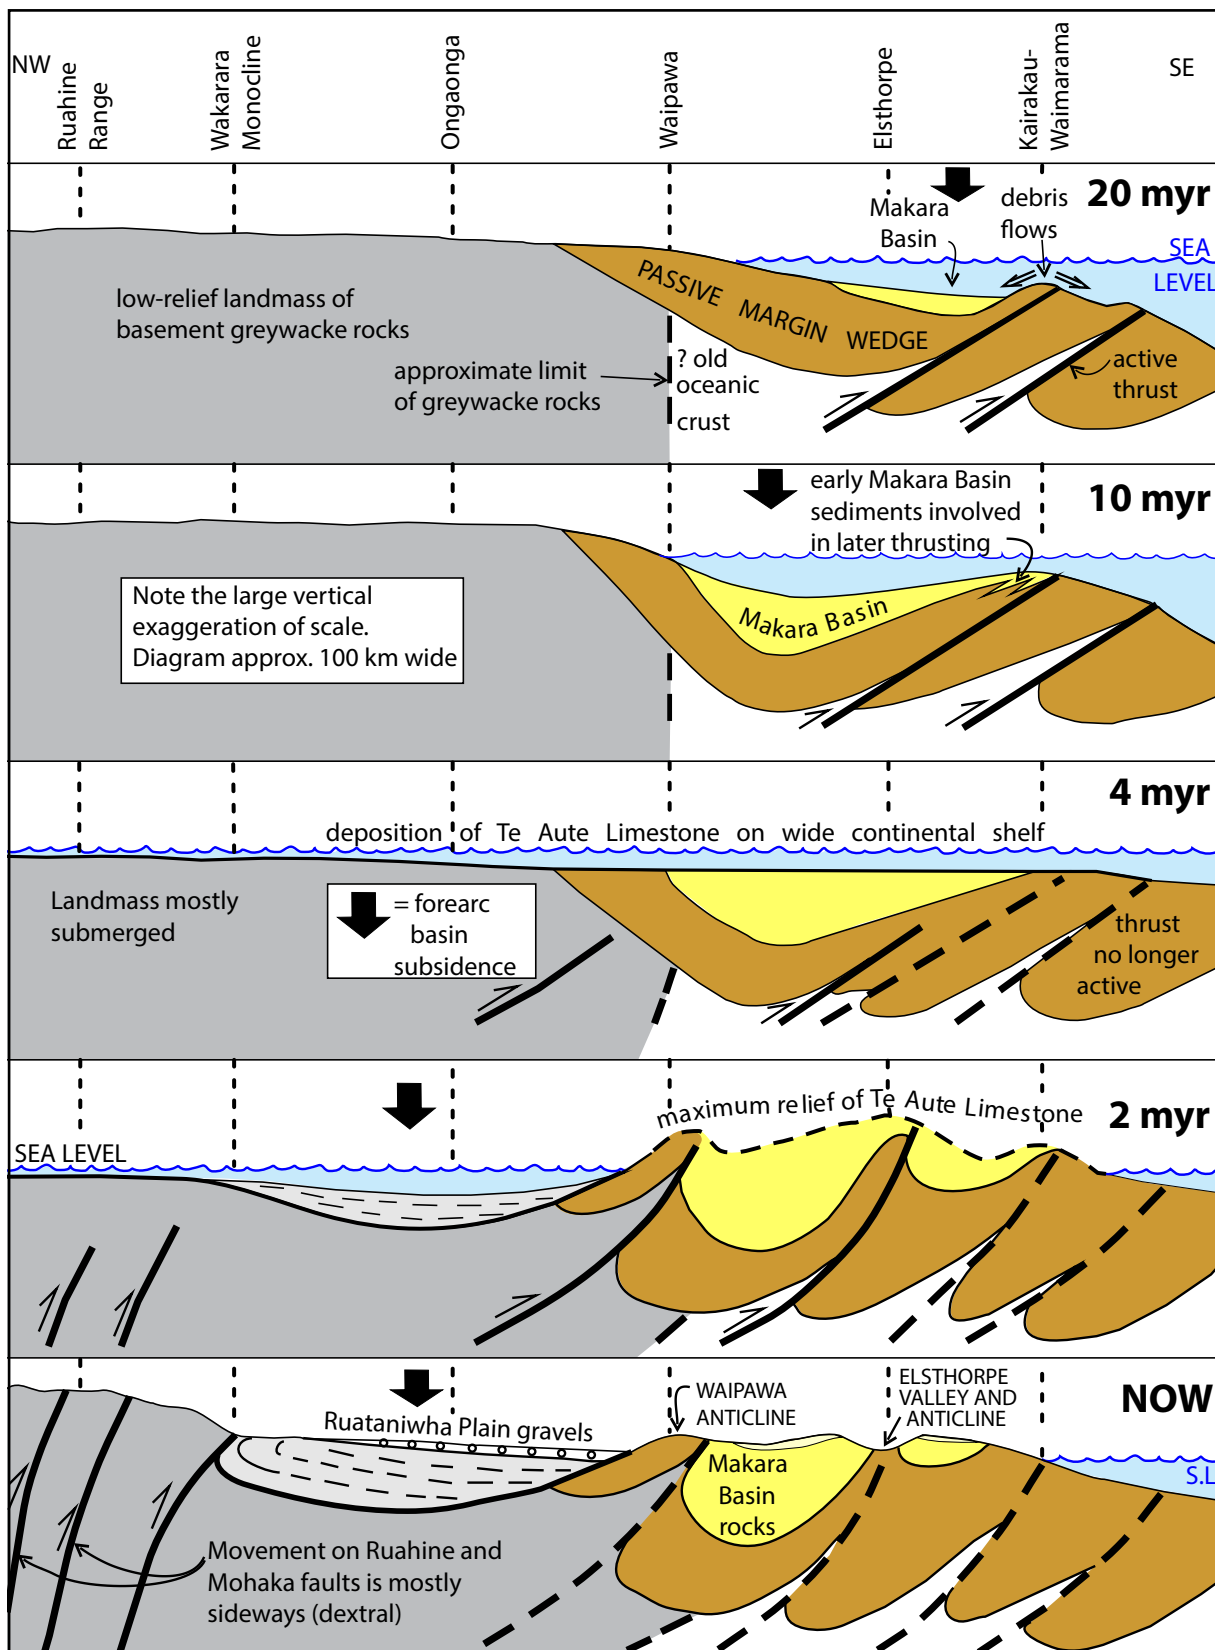 NW
Ruahine
Range
Wakarara
Monocline
Ongaonga
Waipawa
Elsthorpe
Kairakau-
Waimarama
SE
20 myr
Makara
Basin
debris
flows
SEA
LEVEL
low-relief landmass of
basement greywacke rocks
PASSIVE MARGIN WEDGE
approximate limit
of greywacke rocks
? old
oceanic
crust
active
thrust
10 myr
early Makara Basin
sediments involved
in later thrusting
Note the large vertical
exaggeration of scale.
Diagram approx. 100 km wide
Makara Basin
4 myr
deposition of Te Aute Limestone on wide continental shelf
Landmass mostly
submerged
= forearc
basin
subsidence
thrust
no longer
active
2 myr
maximum relief of Te Aute Limestone
SEA LEVEL
NOW
Ruataniwha Plain gravels
WAIPAWA
ANTICLINE
ELSTHORPE
VALLEY AND
ANTICLINE
Makara
Basin
rocks
S.L
Movement on Ruahine and
Mohaka faults is mostly
sideways (dextral)